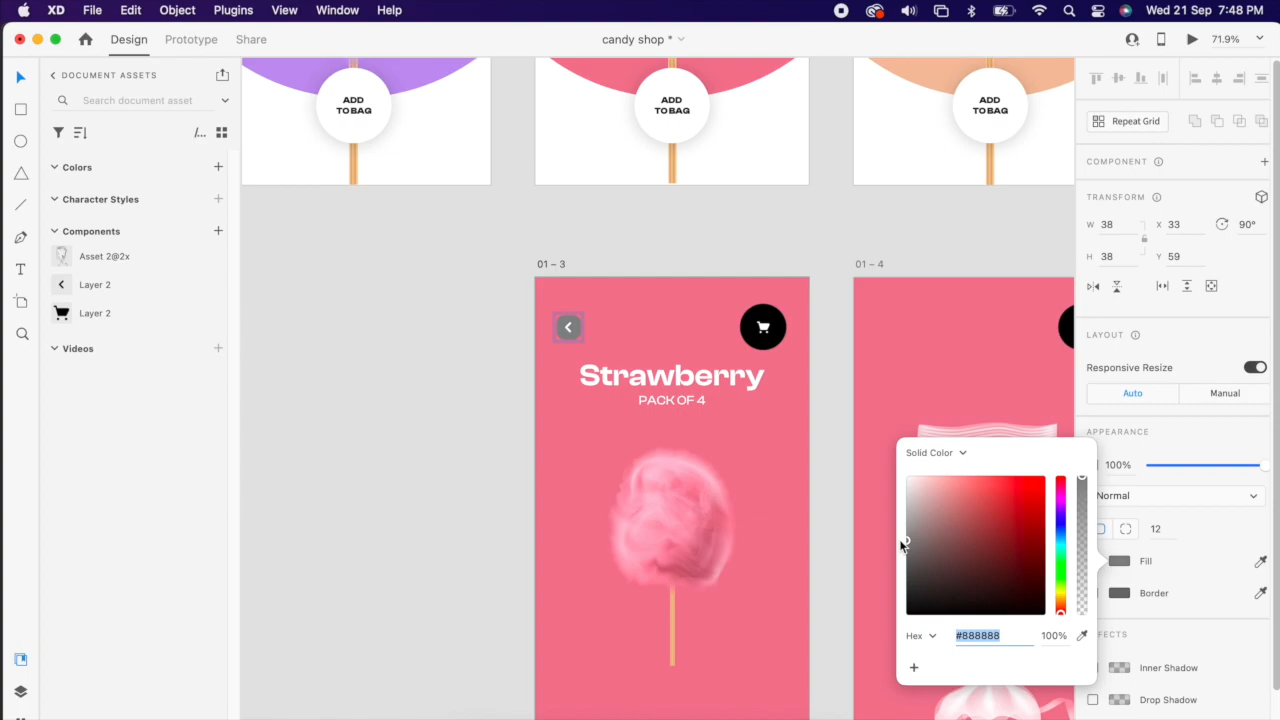 XD File Edit Object Plugins View Window Help
Wed 21 Sep 7:48 PM
Design Prototype Share
candy shop *
71.9%
DOCUMENT ASSETS
Search document asset
Colors
Character Styles
Components
Asset 2@2x
Layer 2
Layer 2
Videos
ADD
TO BAG
ADD
TO BAG
ADD
TO BAG
01 – 3
01 – 4
Strawberry
PACK OF 4
Repeat Grid
COMPONENT
TRANSFORM
W 38 X 33 90°
H 38 Y 59
LAYOUT
Responsive Resize
Auto Manual
APPEARANCE
100%
Normal
12
Fill
Border
Inner Shadow
Drop Shadow
Solid Color
Hex #888888 100%